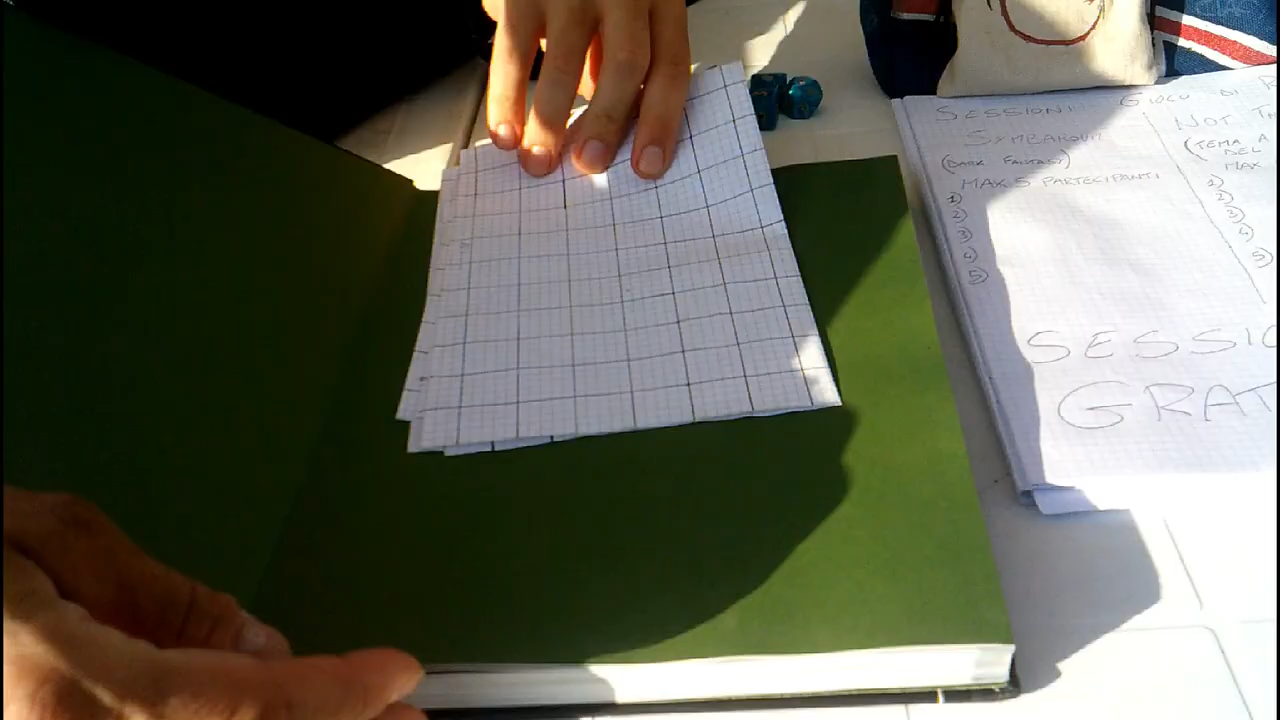 SESSIONI GIOCO DI
SYMBAROUM
(DARK FANTASY)
MAX 5 PARTECIPANTI
1)
2)
3)
4)
5)
NOT
(TEMA A
DEL
MAX
1)
2)
3)
4)
5)
SESSIO
GRAT